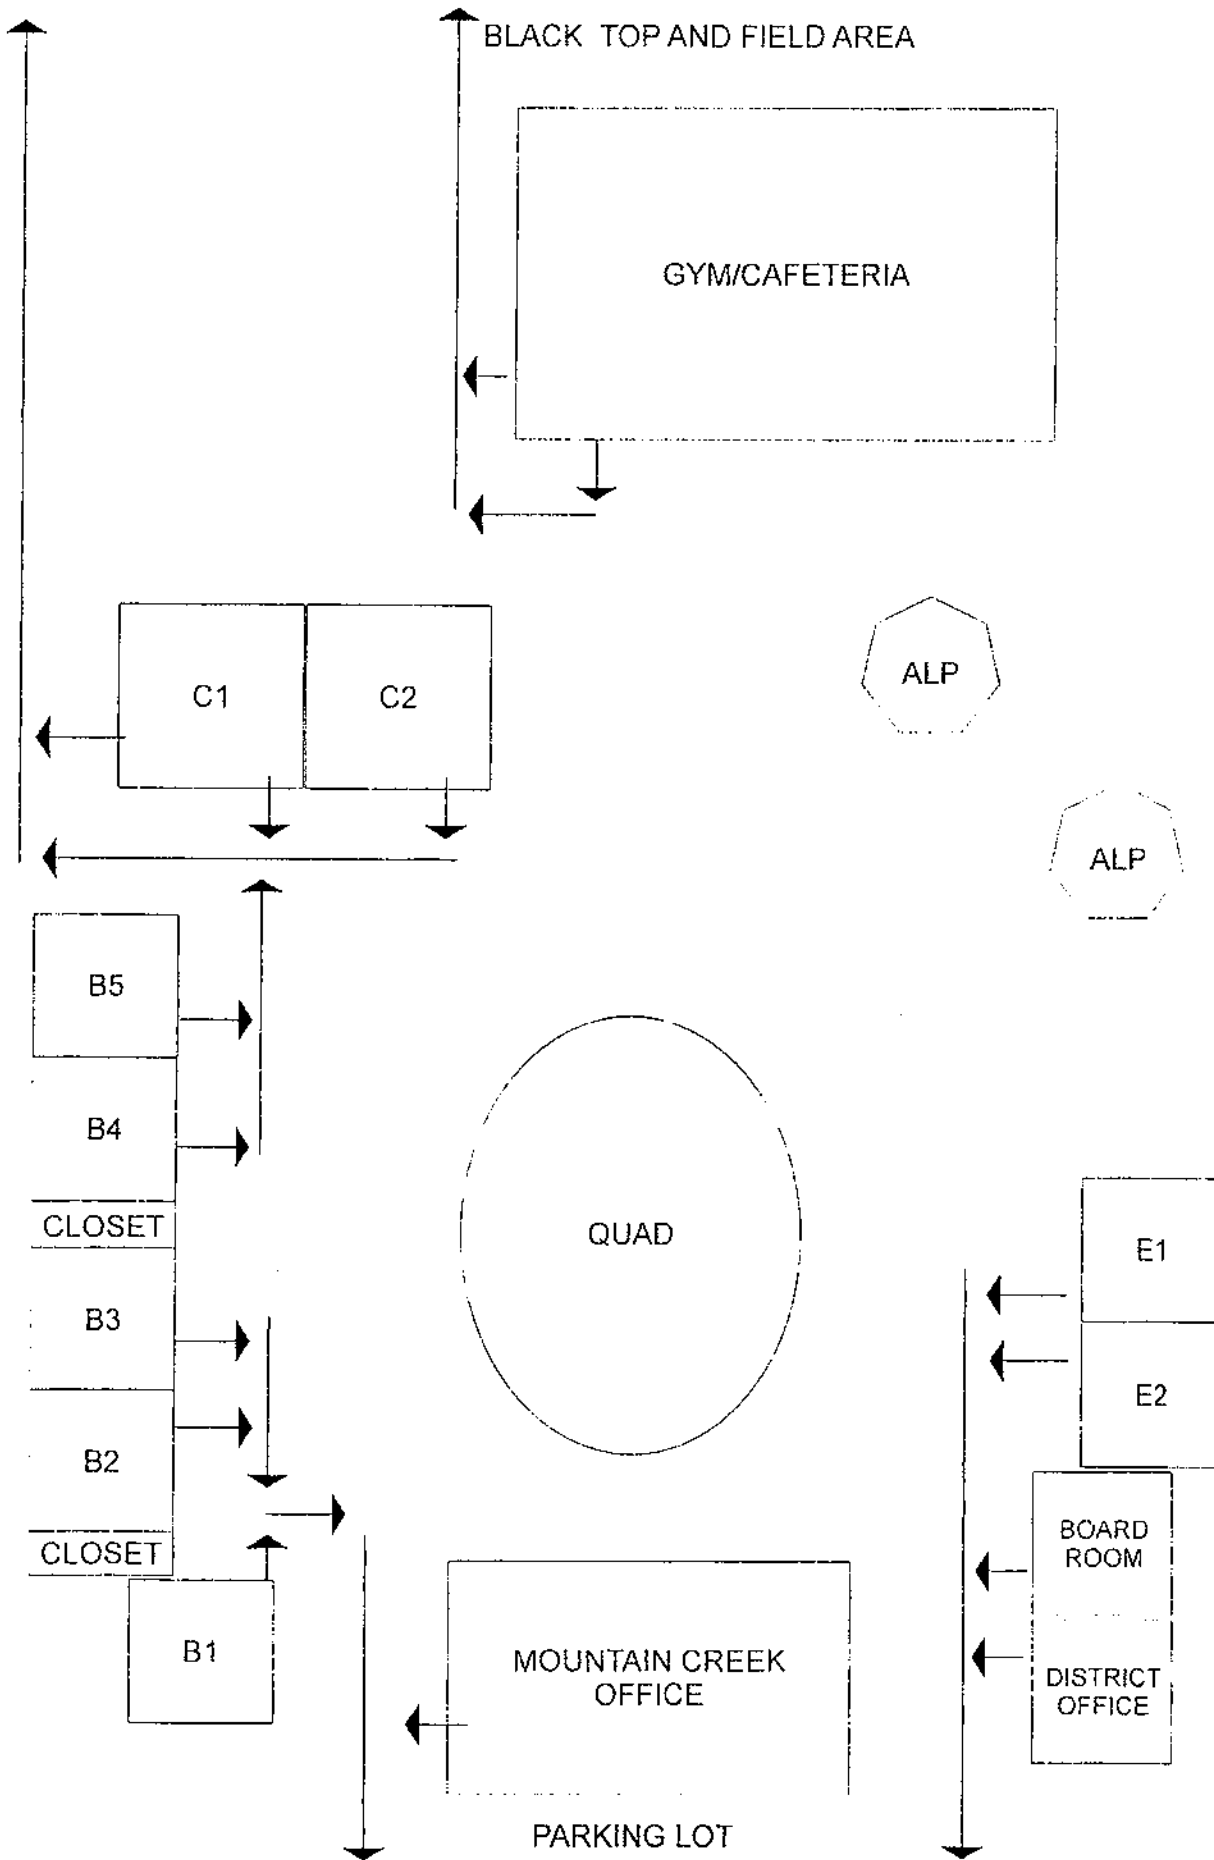 BLACK TOP AND FIELD AREA
GYM/CAFETERIA
C1
C2
ALP
ALP
B5
B4
CLOSET
QUAD
E1
B3
E2
B2
BOARD
ROOM
CLOSET
B1
MOUNTAIN CREEK
OFFICE
DISTRICT
OFFICE
PARKING LOT